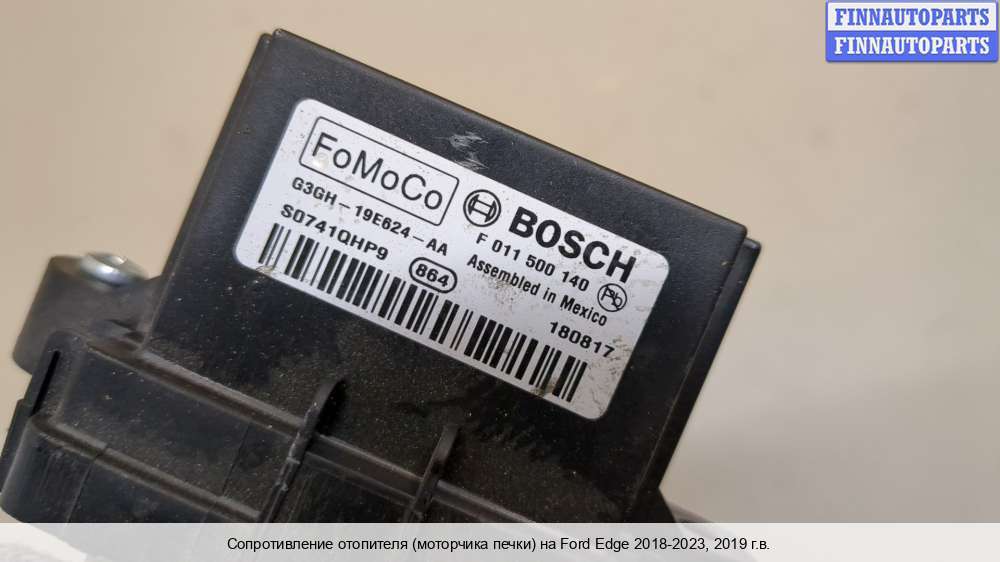 FINNAUTOPARTS
FINNAUTOPARTS
FoMoCo
BOSCH
G3GH-19E624-AA
F 011 500 140
S0741QHP9
864
Assembled in Mexico
Pb
180817
Сопротивление отопителя (моторчика печки) на Ford Edge 2018-2023, 2019 г.в.